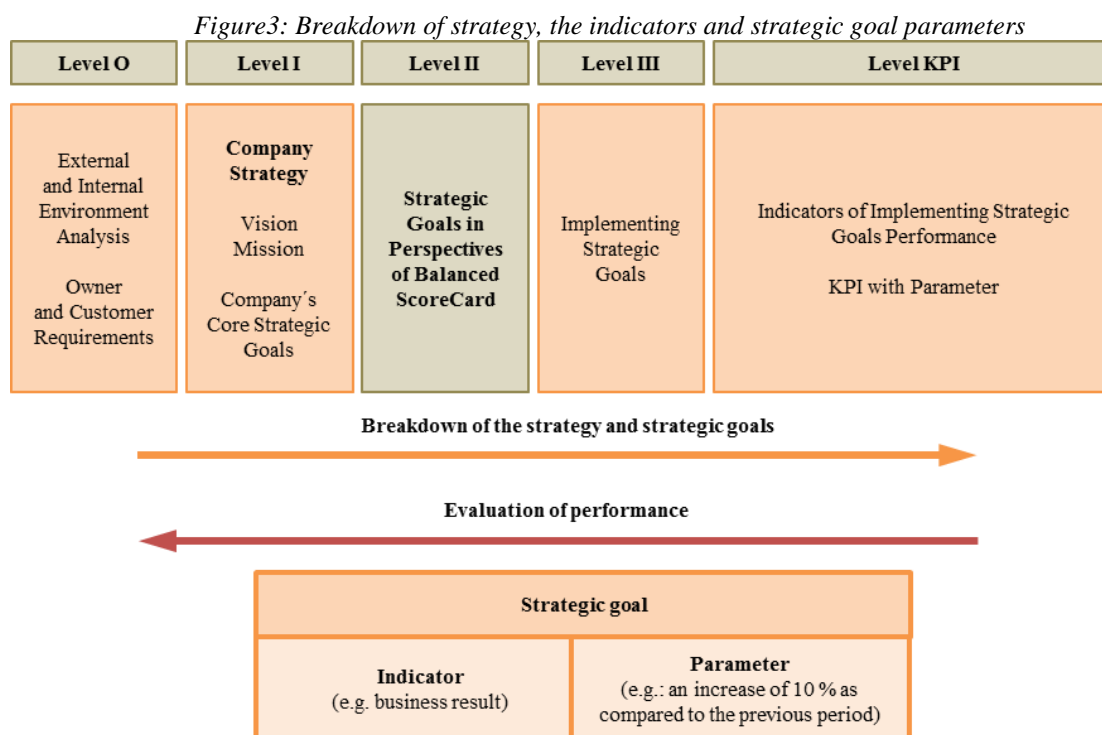 Figure3: Breakdown of strategy, the indicators and strategic goal parameters
Level O
Level I
Level II
Level III
Level KPI
External
and Internal
Environment
Analysis
Owner
and Customer
Requirements
Company
Strategy
Vision
Mission
Company´s
Core Strategic
Goals
Strategic
Goals in
Perspectives
of Balanced
ScoreCard
Implementing
Strategic
Goals
Indicators of Implementing Strategic
Goals Performance
KPI with Parameter
Breakdown of the strategy and strategic goals
Evaluation of performance
Strategic goal
Indicator
(e.g. business result)
Parameter
(e.g.: an increase of 10 % as
compared to the previous period)